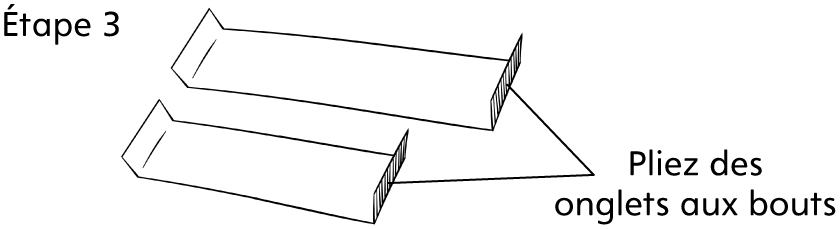 Étape 3
Pliez des
onglets aux bouts